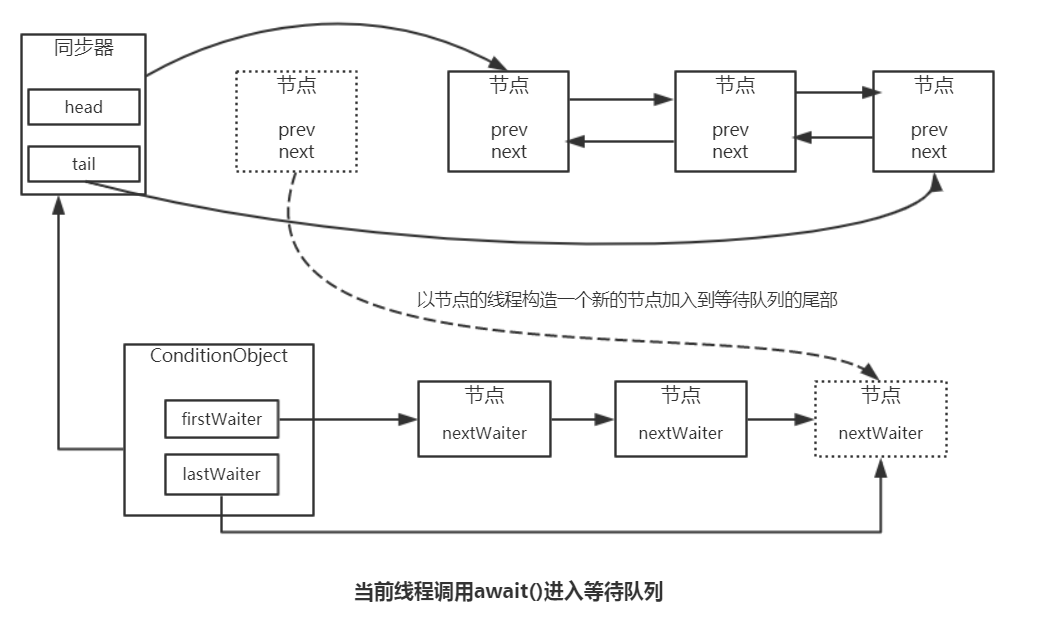 同步器
head
tail
节点
prev
next
节点
prev
next
节点
prev
next
节点
prev
next
以节点的线程构造一个新的节点加入到等待队列的尾部
ConditionObject
firstWaiter
lastWaiter
节点
nextWaiter
节点
nextWaiter
节点
nextWaiter
当前线程调用await()进入等待队列